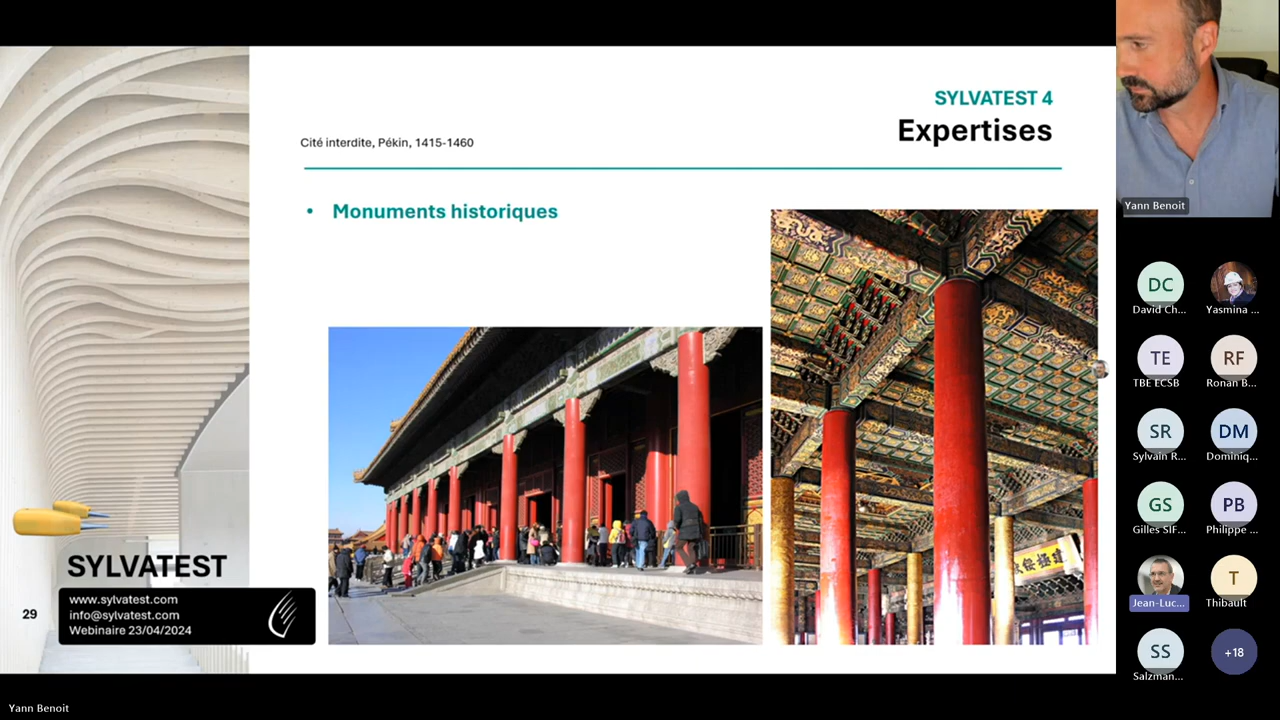 SYLVATEST 4
Expertises
Cité interdite, Pékin, 1415-1460
• Monuments historiques
SYLVATEST
www.sylvatest.com
info@sylvatest.com
Webinaire 23/04/2024
29
Yann Benoit
DC
David Ch...
Yasmina ...
TE
TBE ECSB
RF
Ronan B...
SR
Sylvain R...
DM
Dominiq...
GS
Gilles SIF...
PB
Philippe ...
Jean-Luc...
T
Thibault
SS
Salzman...
+18
Yann Benoit